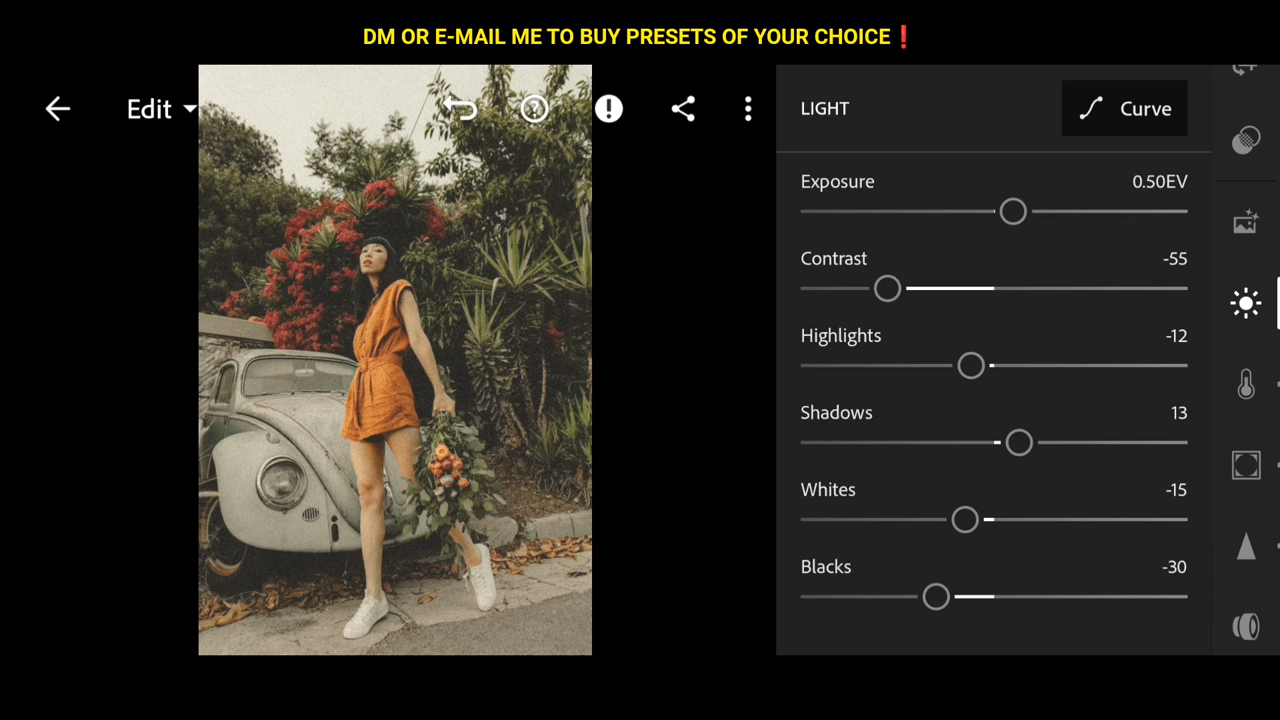 DM OR E-MAIL ME TO BUY PRESETS OF YOUR CHOICE❗
Edit
LIGHT
Curve
Exposure 0.50EV
Contrast -55
Highlights -12
Shadows 13
Whites -15
Blacks -30